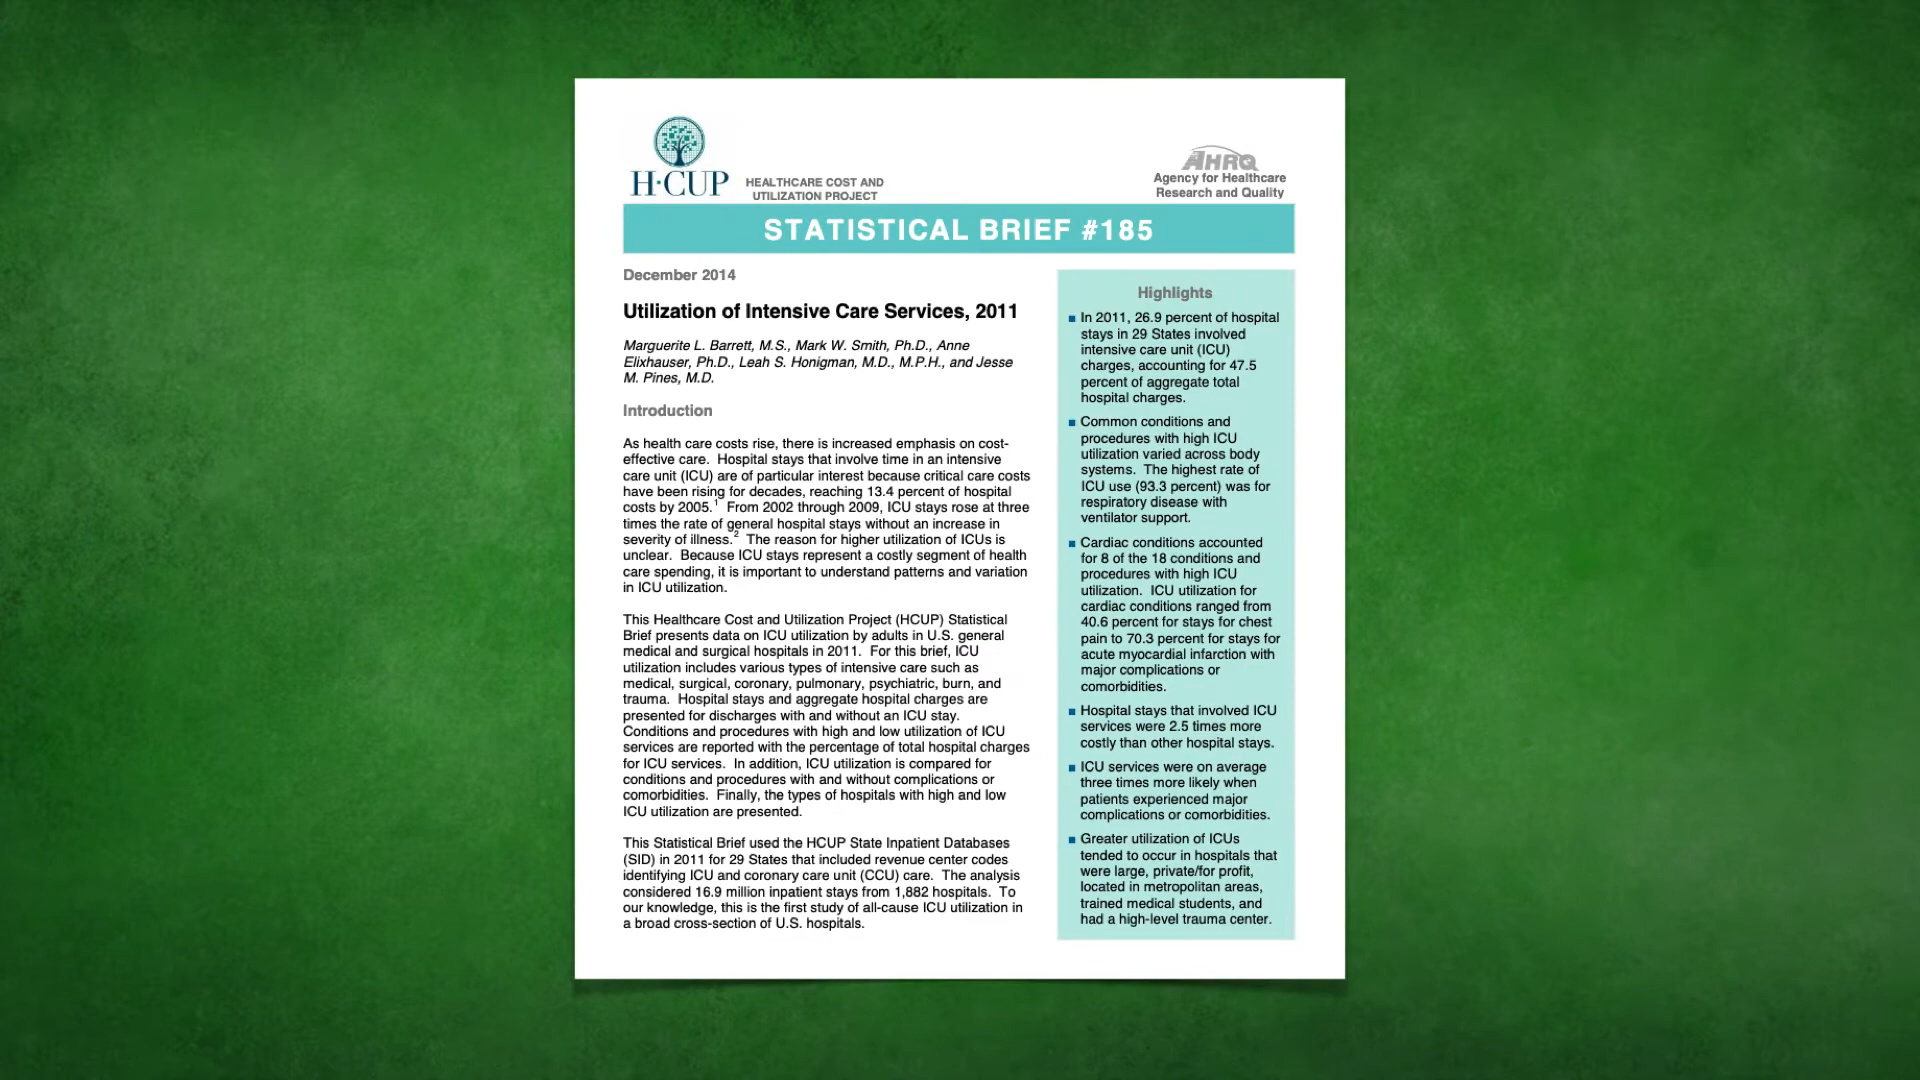 H·CUP
HEALTHCARE COST AND
UTILIZATION PROJECT
AHRQ
Agency for Healthcare
Research and Quality
STATISTICAL BRIEF #185
December 2014
Utilization of Intensive Care Services, 2011
Marguerite L. Barrett, M.S., Mark W. Smith, Ph.D., Anne
Elixhauser, Ph.D., Leah S. Honigman, M.D., M.P.H., and Jesse
M. Pines, M.D.
Introduction
As health care costs rise, there is increased emphasis on cost-
effective care. Hospital stays that involve time in an intensive
care unit (ICU) are of particular interest because critical care costs
have been rising for decades, reaching 13.4 percent of hospital
costs by 2005.1 From 2002 through 2009, ICU stays rose at three
times the rate of general hospital stays without an increase in
severity of illness.2 The reason for higher utilization of ICUs is
unclear. Because ICU stays represent a costly segment of health
care spending, it is important to understand patterns and variation
in ICU utilization.
This Healthcare Cost and Utilization Project (HCUP) Statistical
Brief presents data on ICU utilization by adults in U.S. general
medical and surgical hospitals in 2011. For this brief, ICU
utilization includes various types of intensive care such as
medical, surgical, coronary, pulmonary, psychiatric, burn, and
trauma. Hospital stays and aggregate hospital charges are
presented for discharges with and without an ICU stay.
Conditions and procedures with high and low utilization of ICU
services are reported with the percentage of total hospital charges
for ICU services. In addition, ICU utilization is compared for
conditions and procedures with and without complications or
comorbidities. Finally, the types of hospitals with high and low
ICU utilization are presented.
This Statistical Brief used the HCUP State Inpatient Databases
(SID) in 2011 for 29 States that included revenue center codes
identifying ICU and coronary care unit (CCU) care. The analysis
considered 16.9 million inpatient stays from 1,882 hospitals. To
our knowledge, this is the first study of all-cause ICU utilization in
a broad cross-section of U.S. hospitals.
Highlights
■ In 2011, 26.9 percent of hospital
stays in 29 States involved
intensive care unit (ICU)
charges, accounting for 47.5
percent of aggregate total
hospital charges.
■ Common conditions and
procedures with high ICU
utilization varied across body
systems. The highest rate of
ICU use (93.3 percent) was for
respiratory disease with
ventilator support.
■ Cardiac conditions accounted
for 8 of the 18 conditions and
procedures with high ICU
utilization. ICU utilization for
cardiac conditions ranged from
40.6 percent for stays for chest
pain to 70.3 percent for stays for
acute myocardial infarction with
major complications or
comorbidities.
■ Hospital stays that involved ICU
services were 2.5 times more
costly than other hospital stays.
■ ICU services were on average
three times more likely when
patients experienced major
complications or comorbidities.
■ Greater utilization of ICUs
tended to occur in hospitals that
were large, private/for profit,
located in metropolitan areas,
trained medical students, and
had a high-level trauma center.